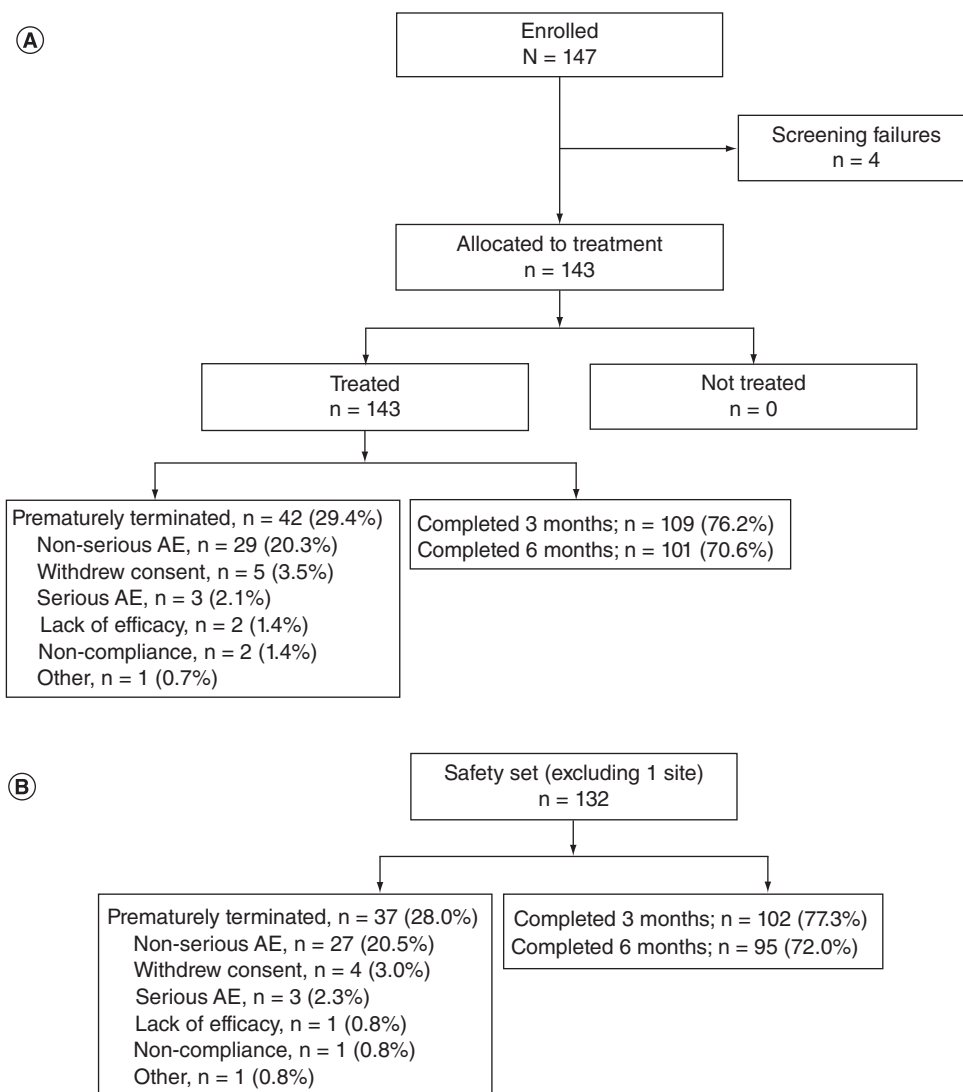 A
Enrolled
N = 147
Screening failures
n = 4
Allocated to treatment
n = 143
Treated
n = 143
Not treated
n = 0
Prematurely terminated, n = 42 (29.4%)
Non-serious AE, n = 29 (20.3%)
Withdrew consent, n = 5 (3.5%)
Serious AE, n = 3 (2.1%)
Lack of efficacy, n = 2 (1.4%)
Non-compliance, n = 2 (1.4%)
Other, n = 1 (0.7%)
Completed 3 months; n = 109 (76.2%)
Completed 6 months; n = 101 (70.6%)
B
Safety set (excluding 1 site)
n = 132
Prematurely terminated, n = 37 (28.0%)
Non-serious AE, n = 27 (20.5%)
Withdrew consent, n = 4 (3.0%)
Serious AE, n = 3 (2.3%)
Lack of efficacy, n = 1 (0.8%)
Non-compliance, n = 1 (0.8%)
Other, n = 1 (0.8%)
Completed 3 months; n = 102 (77.3%)
Completed 6 months; n = 95 (72.0%)